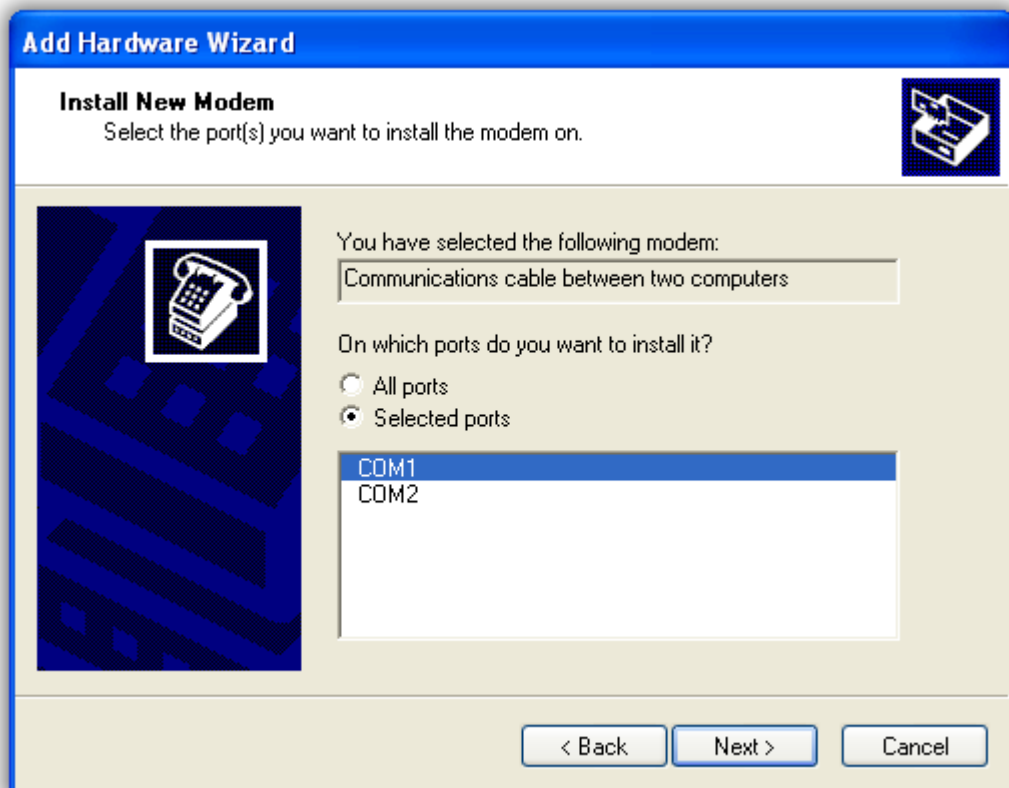 Add Hardware Wizard
Install New Modem
Select the port(s) you want to install the modem on.
You have selected the following modem:
Communications cable between two computers
On which ports do you want to install it?
All ports
Selected ports
COM1
COM2
< Back Next > Cancel